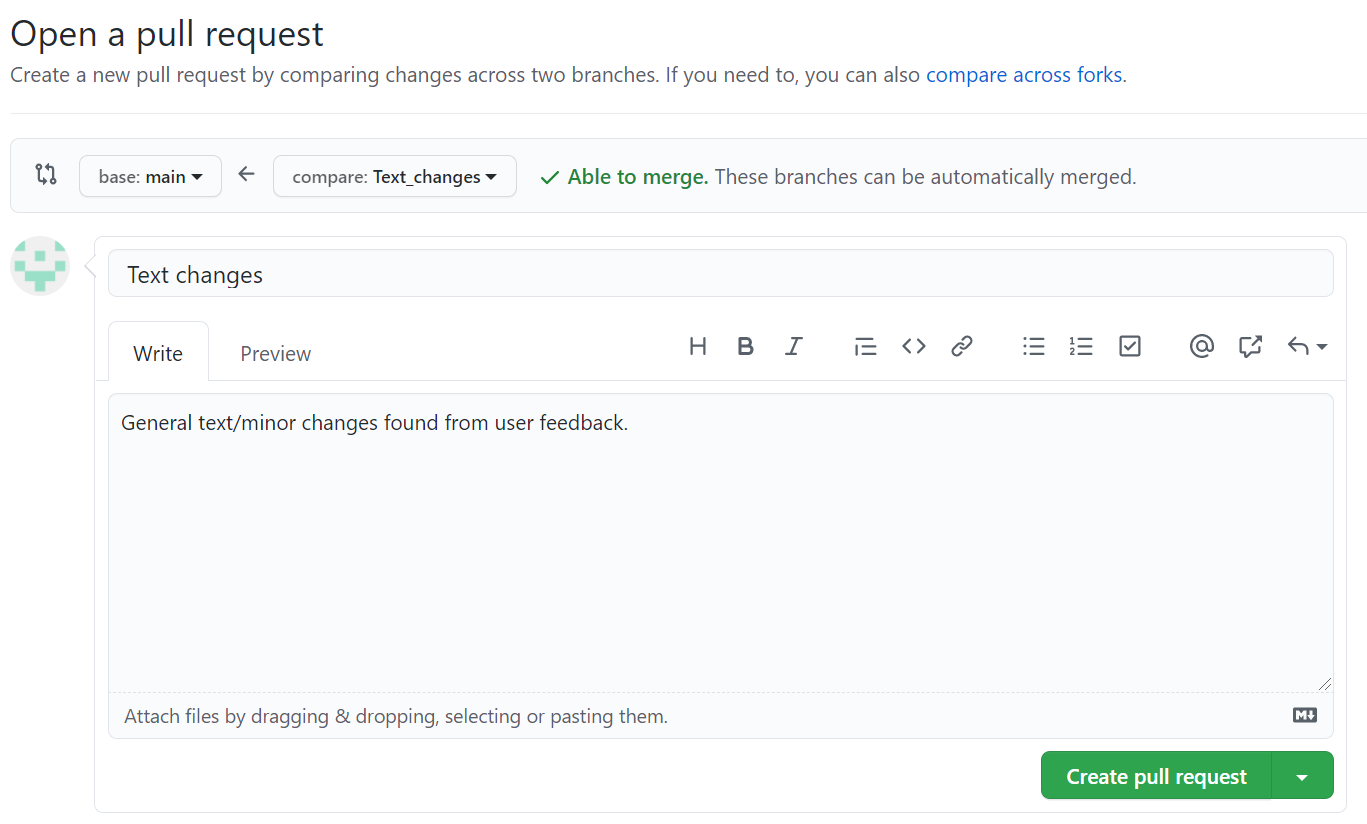 Open a pull request
Create a new pull request by comparing changes across two branches. If you need to, you can also compare across forks.
base: main
compare: Text_changes
Able to merge. These branches can be automatically merged.
Text changes
Write
Preview
General text/minor changes found from user feedback.
Attach files by dragging & dropping, selecting or pasting them.
Create pull request